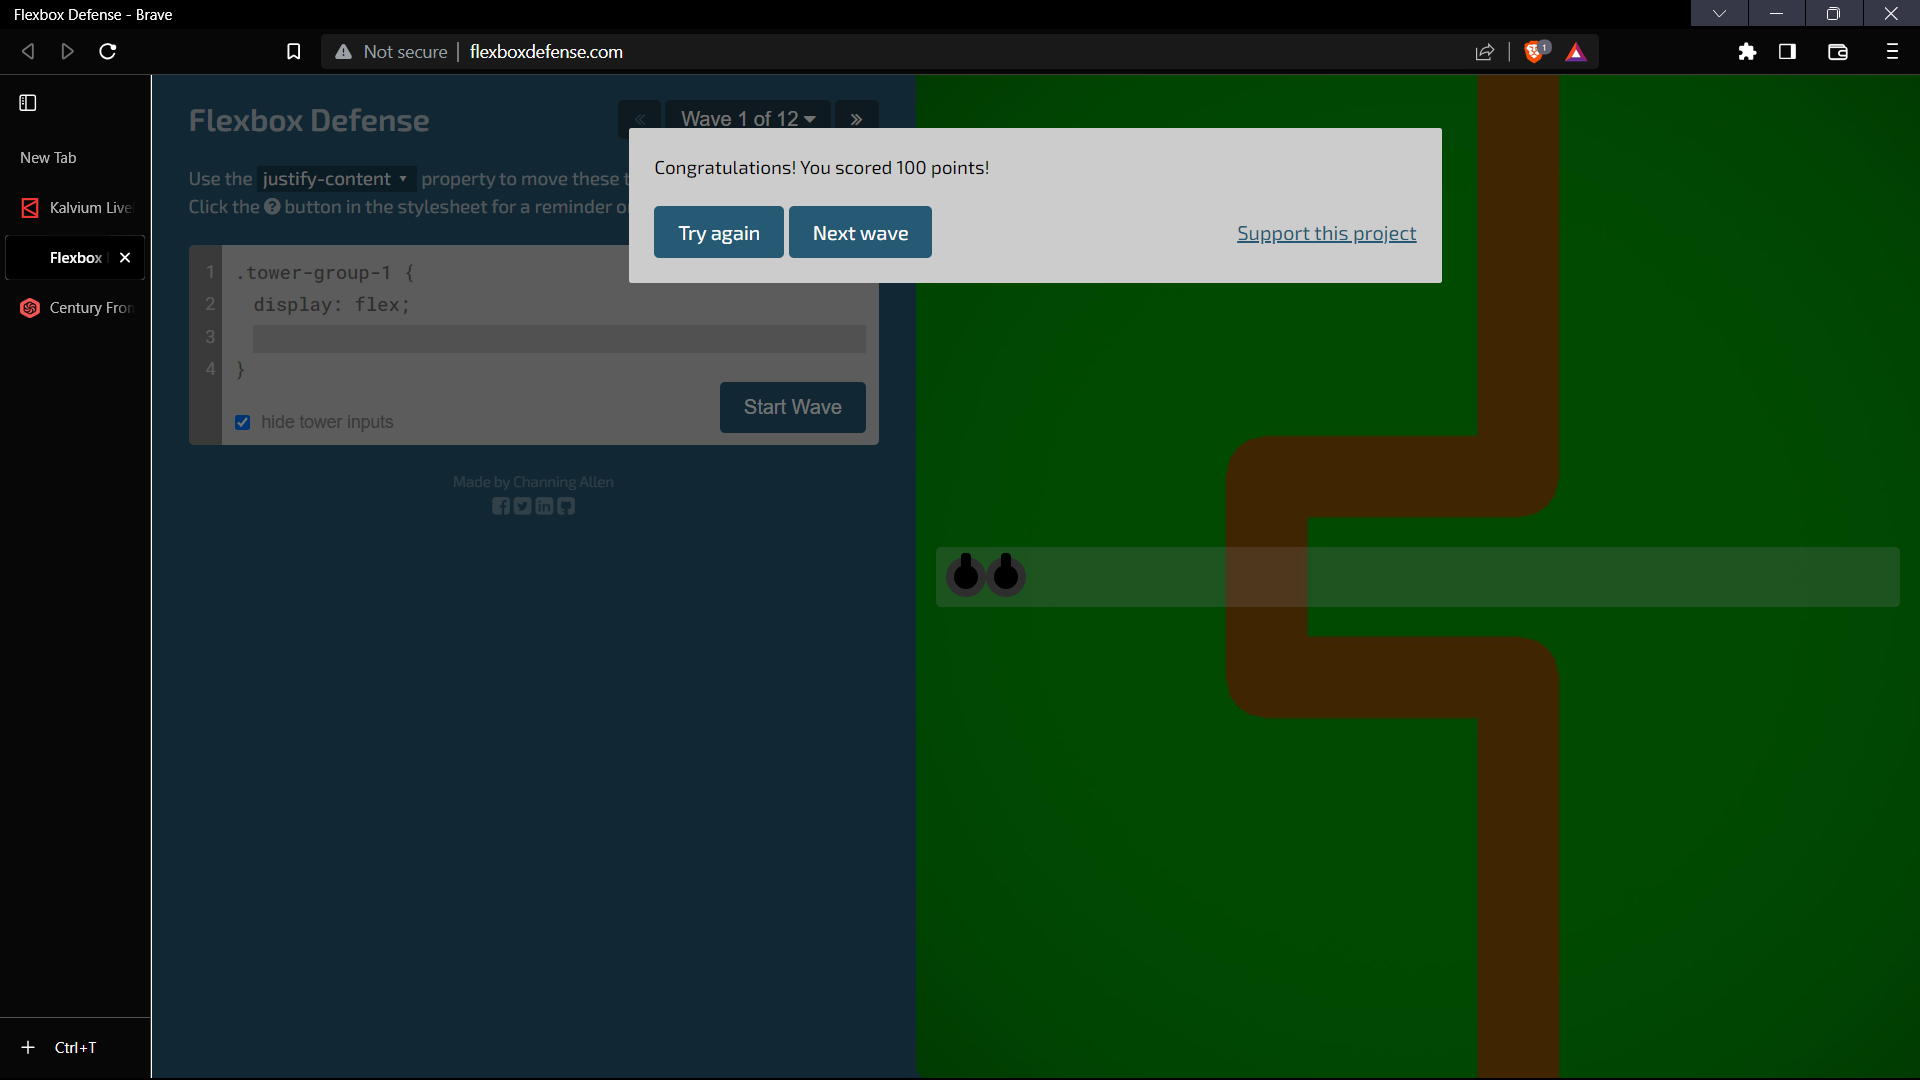 Flexbox Defense - Brave
Not secure
flexboxdefense.com
1
New Tab
Kalvium Live
Flexbox
Century Fron
Ctrl+T
Flexbox Defense
« Wave 1 of 12 »
Use the justify-content property to move these t
Click the ? button in the stylesheet for a reminder o
1 .tower-group-1 {
2 display: flex;
3
4 }
hide tower inputs
Start Wave
Made by Channing Allen
Congratulations! You scored 100 points!
Try again
Next wave
Support this project